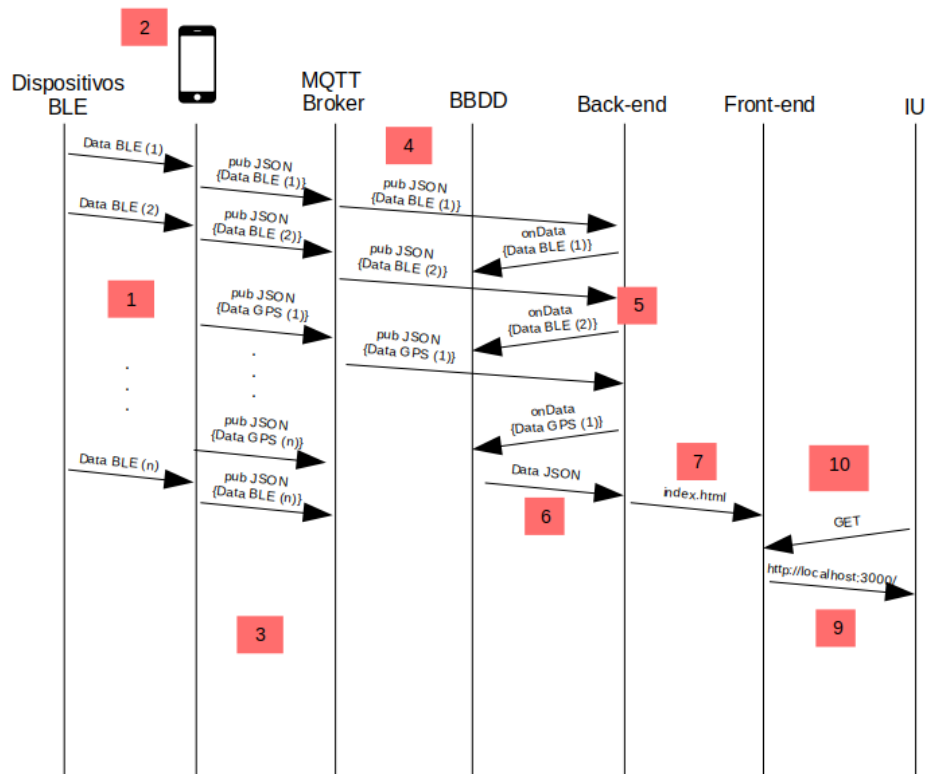 2
Dispositivos
BLE
MQTT
Broker
BBDD
Back-end
Front-end
IU
4
Data BLE (1)
pub JSON
{Data BLE (1)}
pub JSON
{Data BLE (1)}
Data BLE (2)
pub JSON
{Data BLE (2)}
onData
{Data BLE (1)}
pub JSON
{Data BLE (2)}
1
pub JSON
{Data GPS (1)}
5
onData
{Data BLE (2)}
pub JSON
{Data GPS (1)}
. 
. 
. 
. 
. 
. 
pub JSON
{Data GPS (n)}
onData
{Data GPS (1)}
Data BLE (n)
pub JSON
{Data BLE (n)}
Data JSON
6
7
index.html
10
GET
http://localhost:3000/
9
3